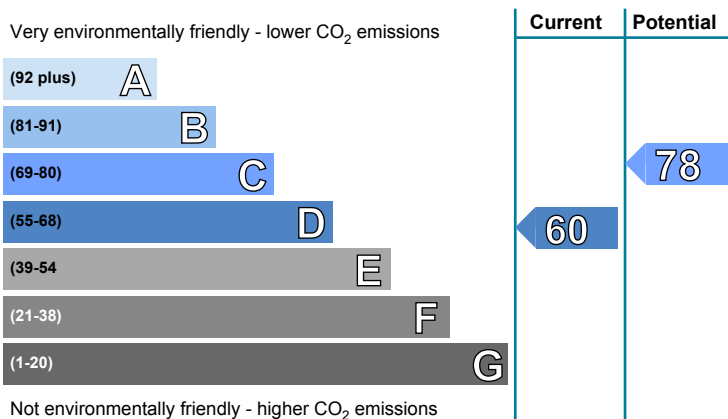 Current Potential
Very environmentally friendly - lower CO2 emissions
(92 plus) A
(81-91) B
(69-80) C 78
(55-68) D 60
(39-54 E
(21-38) F
(1-20) G
Not environmentally friendly - higher CO2 emissions